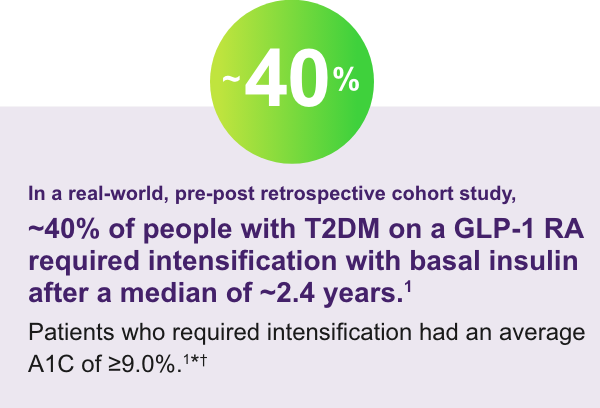 ~40%
In a real-world, pre-post retrospective cohort study,
~40% of people with T2DM on a GLP-1 RA
required intensification with basal insulin
after a median of ~2.4 years.¹
Patients who required intensification had an average
A1C of ≥9.0%.¹*†